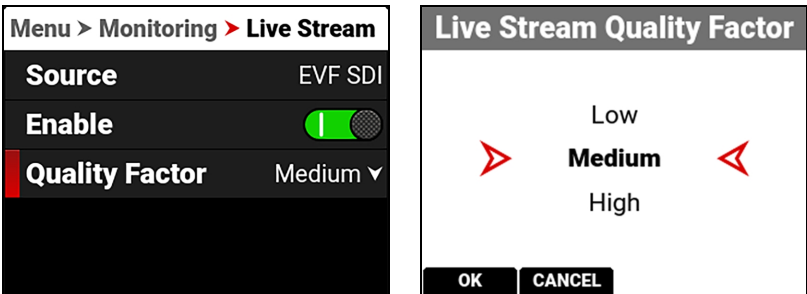 Menu > Monitoring > Live Stream
Source EVF SDI
Enable
Quality Factor Medium
Live Stream Quality Factor
Low
Medium
High
OK CANCEL